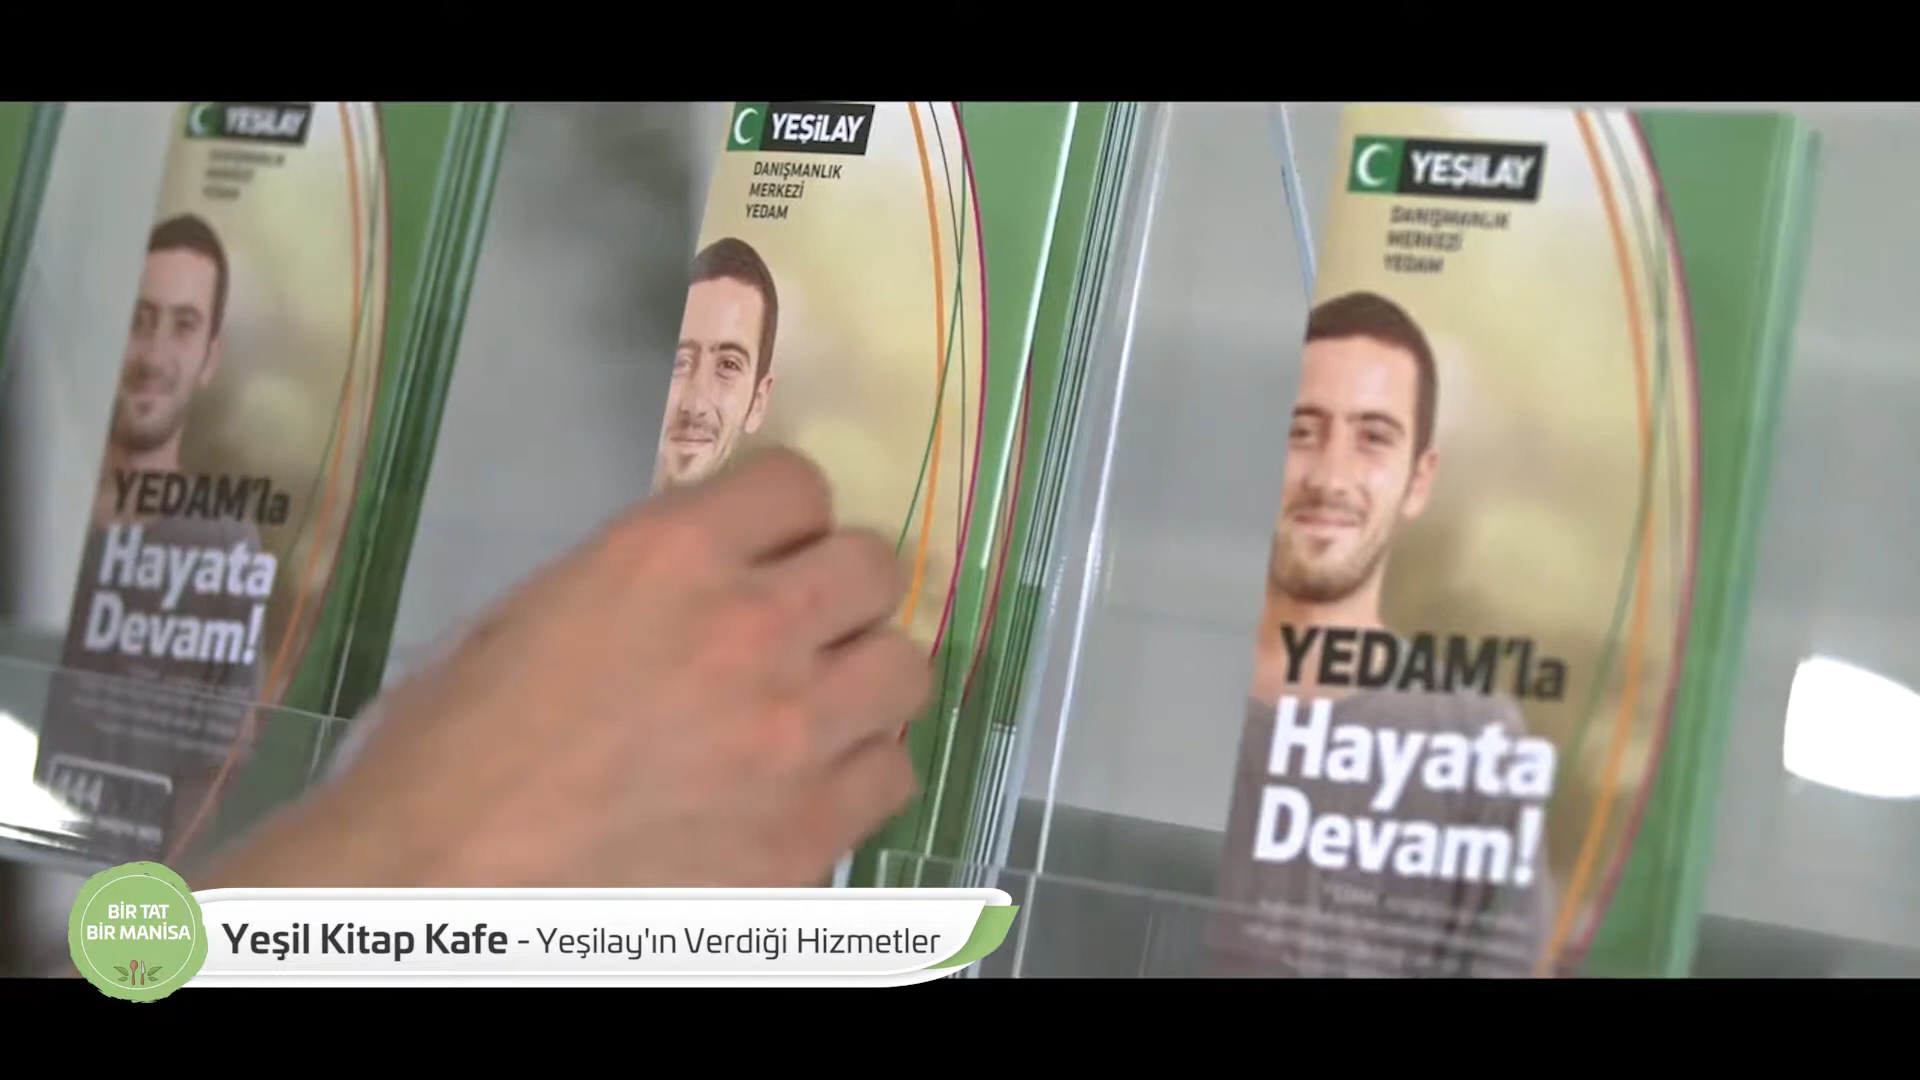 YEŞİLAY
DANIŞMANLIK
MERKEZİ
YEDAM
YEDAM'la
Hayata
Devam!
444
YEŞİLAY
DANIŞMANLIK
MERKEZİ
YEDAM
YEŞİLAY
DANIŞMANLIK
MERKEZİ
YEDAM
YEDAM'la
Hayata
Devam!
BİR TAT
BİR MANİSA
Yeşil Kitap Kafe - Yeşilay'ın Verdiği Hizmetler